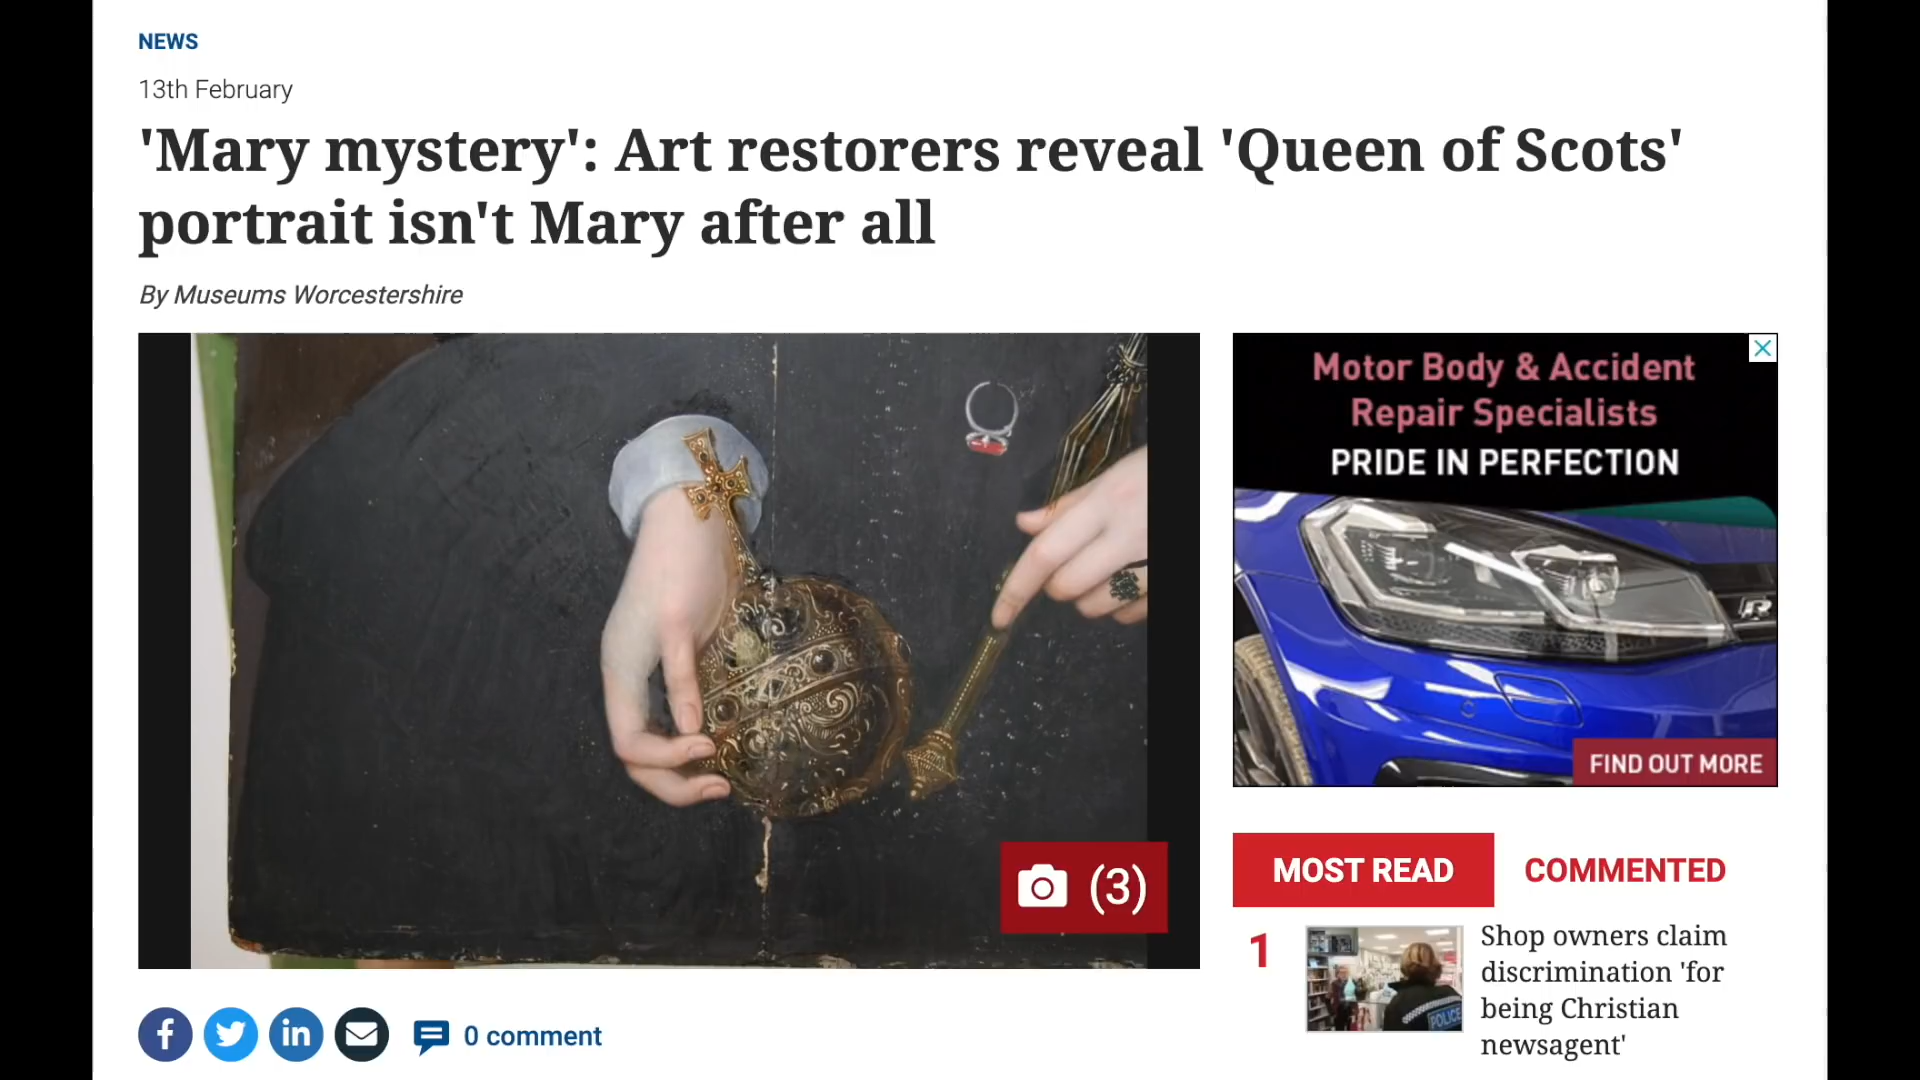 NEWS
13th February
'Mary mystery': Art restorers reveal 'Queen of Scots'
portrait isn't Mary after all
By Museums Worcestershire
Motor Body & Accident
Repair Specialists
PRIDE IN PERFECTION
R
FIND OUT MORE
(3)
MOST READ
COMMENTED
1
Shop owners claim
discrimination 'for
being Christian
newsagent'
POLICE
0 comment